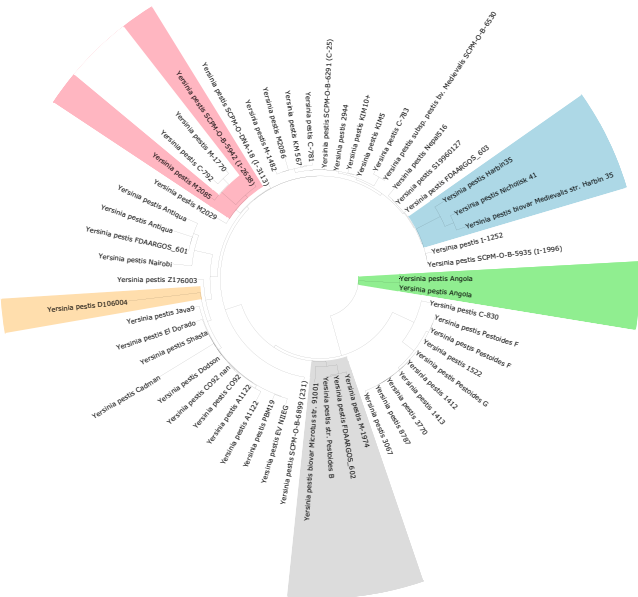 Yersinia pestis SCPM-O-B-6291 (C-25)
Yersinia pestis 2944
Yersinia pestis KIM10+
Yersinia pestis KIM5
Yersinia pestis C-783
Yersinia pestis subsp. pestis bv. Medievalis SCPM-O-B-6530
Yersinia pestis Nepal516
Yersinia pestis G19960127
Yersinia pestis FDAARGOS_603
Yersinia pestis Harbin35
Yersinia pestis Nicholisk 41
Yersinia pestis biovar Medievalis str. Harbin 35
Yersinia pestis I-1252
Yersinia pestis SCPM-O-B-5935 (I-1996)
Yersinia pestis Angola
Yersinia pestis Angola
Yersinia pestis C-830
Yersinia pestis Pestoides F
Yersinia pestis Pestoides F
Yersinia pestis 1522
Yersinia pestis Pestoides G
Yersinia pestis 1412
Yersinia pestis 1413
Yersinia pestis 3770
Yersinia pestis 8787
Yersinia pestis 3067
Yersinia pestis M-1974
Yersinia pestis FDAARGOS_602
Yersinia pestis str. Pestoides B
Yersinia pestis biovar Microtus str. 91001
Yersinia pestis SCPM-O-B-6899 (231)
Yersinia pestis EV NIIEG
Yersinia pestis PBM19
Yersinia pestis A1122
Yersinia pestis A1122
Yersinia pestis CO92
Yersinia pestis CO92 nan
Yersinia pestis Dodson
Yersinia pestis Cadman
Yersinia pestis Shasta
Yersinia pestis El Dorado
Yersinia pestis Java9
Yersinia pestis D106004
Yersinia pestis Z176003
Yersinia pestis Nairobi
Yersinia pestis FDAARGOS_601
Yersinia pestis Antiqua
Yersinia pestis Antiqua
Yersinia pestis M2029
Yersinia pestis M2085
Yersinia pestis C-792
Yersinia pestis M-1770
Yersinia pestis SCPM-O-B-5942 (I-2638)
Yersinia pestis SCPM-O-DNA-18 (I-3113)
Yersinia pestis M-1482
Yersinia pestis M2086
Yersinia pestis KM 567
Yersinia pestis C-781